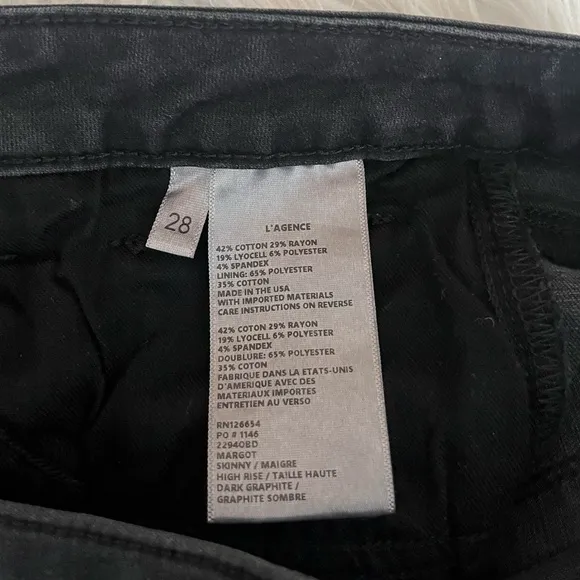 28
L'AGENCE
42% COTTON 29% RAYON
19% LYOCELL 6% POLYESTER
4% SPANDEX
LINING: 65% POLYESTER
35% COTTON
MADE IN THE USA
WITH IMPORTED MATERIALS
CARE INSTRUCTIONS ON REVERSE
42% COTON 29% RAYON
19% LYOCELL 6% POLYESTER
4% SPANDEX
DOUBLURE: 65% POLYESTER
35% COTON
FABRIQUE DANS LA ETATS-UNIS
D'AMERIQUE AVEC DES
MATERIAUX IMPORTES
ENTRETIEN AU VERSO
RN126654
PO # 1146
2294OBD
MARGOT
SKINNY / MAIGRE
HIGH RISE / TAILLE HAUTE
DARK GRAPHITE /
GRAPHITE SOMBRE